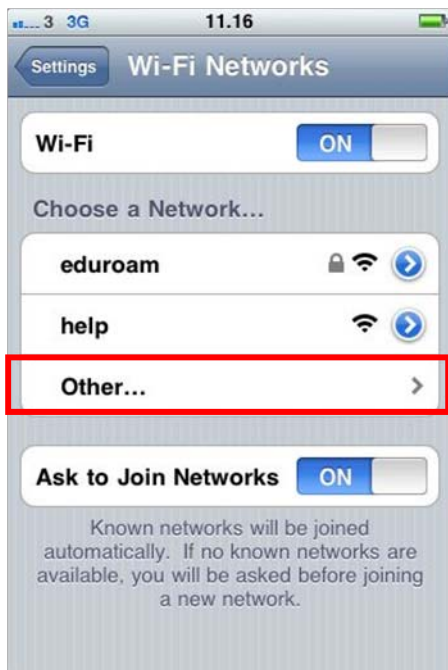 3 3G 11.16
Settings Wi-Fi Networks
Wi-Fi ON
Choose a Network...
eduroam
help
Other...
Ask to Join Networks ON
Known networks will be joined
automatically. If no known networks are
available, you will be asked before joining
a new network.